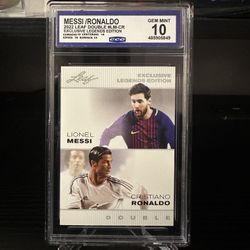 MESSI /RONALDO
2022 LEAF DOUBLE #LM-CR
EXCLUSIVE LEGENDS EDITION
GEM MINT
10
Leaf
EXCLUSIVE
LEGENDS EDITION
LIONEL
MESSI
CRISTIANO
RONALDO
DOUBLE